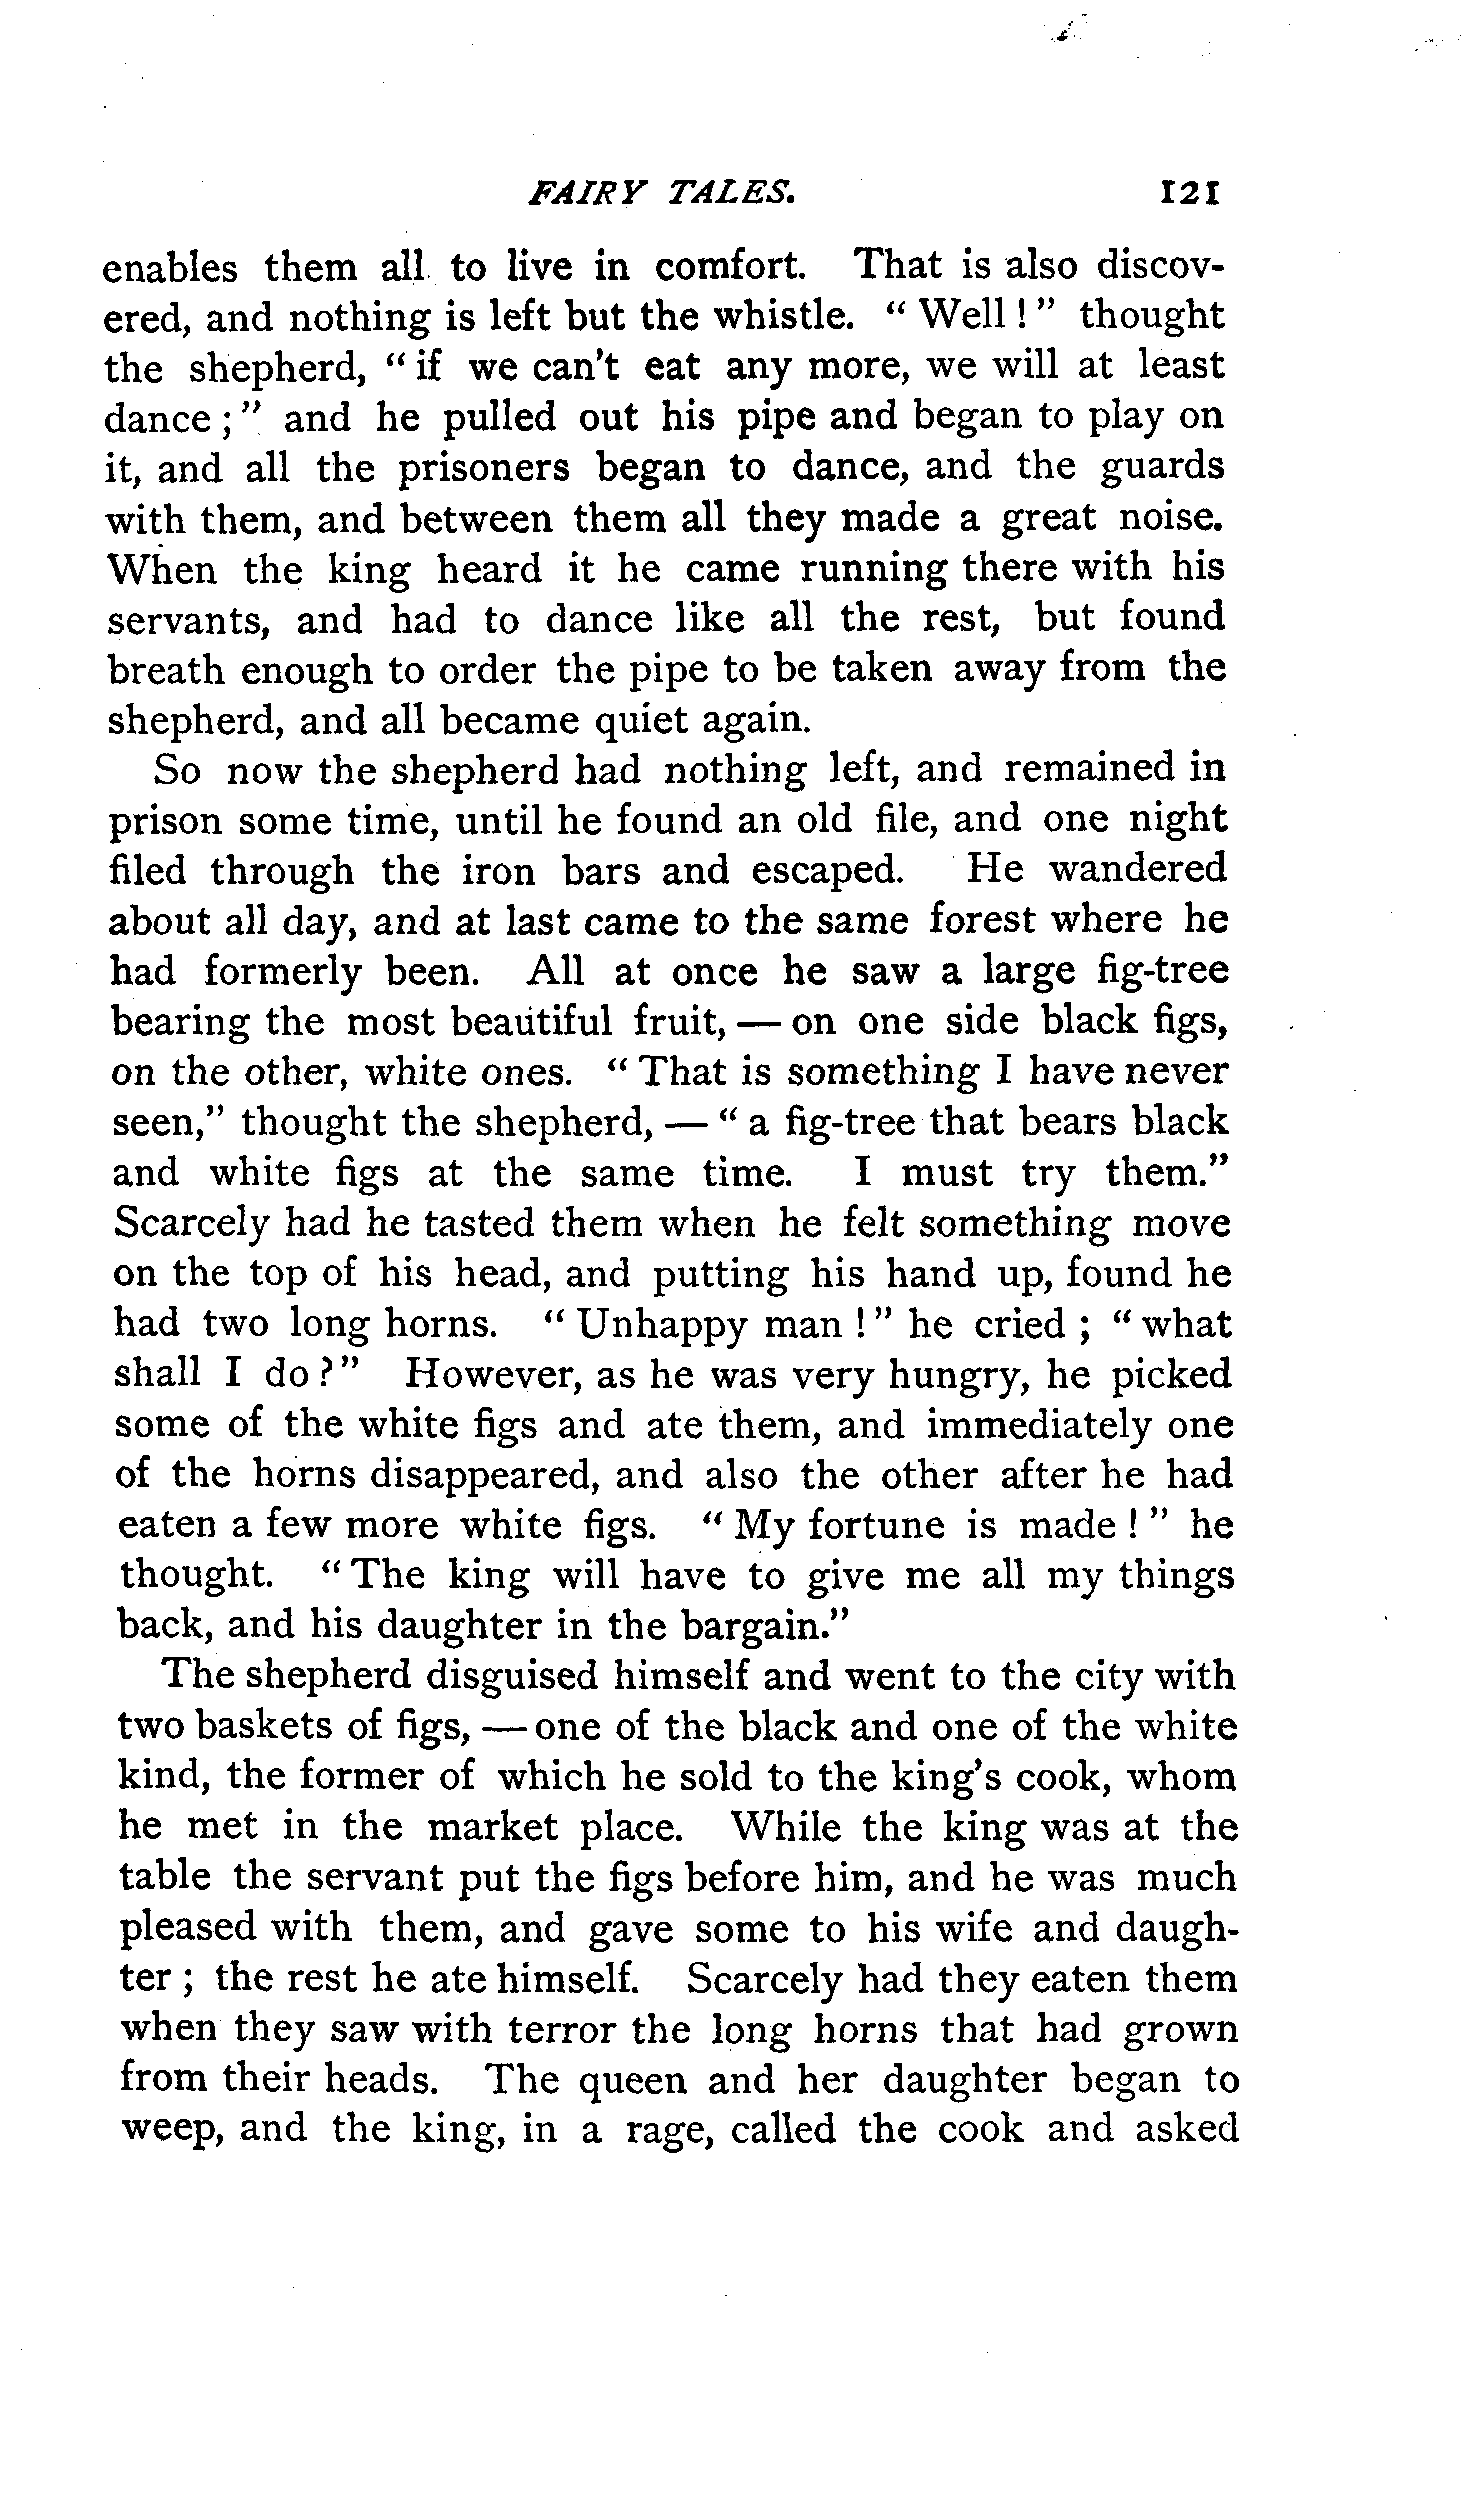 FAIRY TALES. 121
enables them all to live in comfort. That is also discov-
ered, and nothing is left but the whistle. “ Well ! ” thought
the shepherd, “ if we can't eat any more, we will at least
dance ; ” and he pulled out his pipe and began to play on
it, and all the prisoners began to dance, and the guards
with them, and between them all they made a great noise.
When the king heard it he came running there with his
servants, and had to dance like all the rest, but found
breath enough to order the pipe to be taken away from the
shepherd, and all became quiet again.
So now the shepherd had nothing left, and remained in
prison some time, until he found an old file, and one night
filed through the iron bars and escaped. He wandered
about all day, and at last came to the same forest where he
had formerly been. All at once he saw a large fig-tree
bearing the most beautiful fruit, — on one side black figs,
on the other, white ones. “ That is something I have never
seen,” thought the shepherd, — “ a fig-tree that bears black
and white figs at the same time. I must try them.”
Scarcely had he tasted them when he felt something move
on the top of his head, and putting his hand up, found he
had two long horns. “ Unhappy man ! ” he cried ; “ what
shall I do ? ” However, as he was very hungry, he picked
some of the white figs and ate them, and immediately one
of the horns disappeared, and also the other after he had
eaten a few more white figs. “ My fortune is made ! ” he
thought. “ The king will have to give me all my things
back, and his daughter in the bargain.”
The shepherd disguised himself and went to the city with
two baskets of figs, — one of the black and one of the white
kind, the former of which he sold to the king's cook, whom
he met in the market place. While the king was at the
table the servant put the figs before him, and he was much
pleased with them, and gave some to his wife and daugh-
ter ; the rest he ate himself. Scarcely had they eaten them
when they saw with terror the long horns that had grown
from their heads. The queen and her daughter began to
weep, and the king, in a rage, called the cook and asked